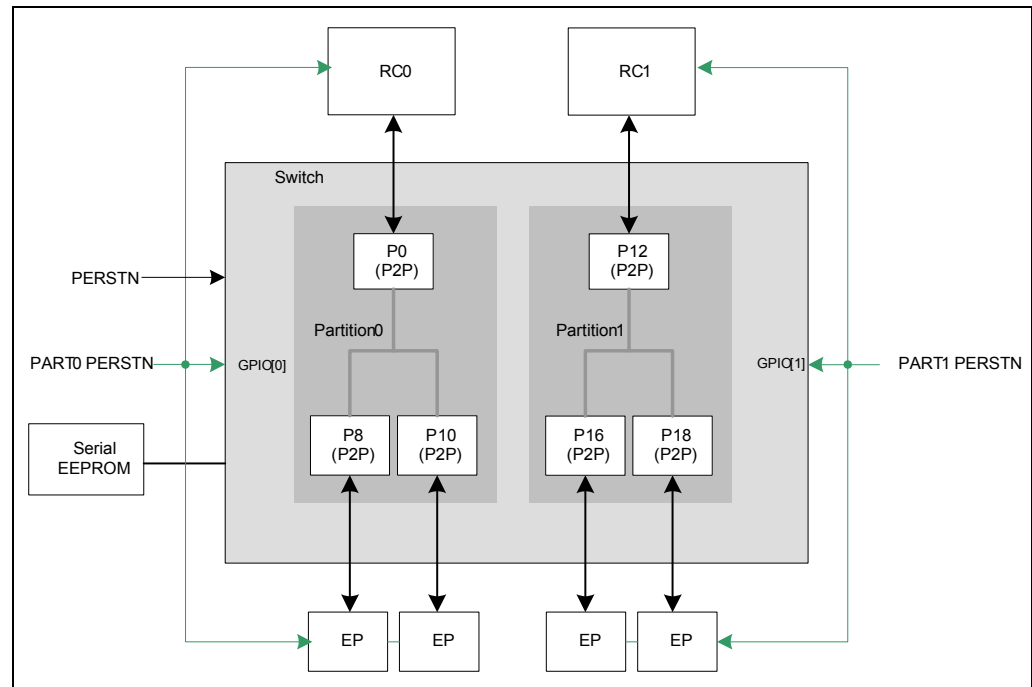 RC0
RC1
Switch
P0
(P2P)
P12
(P2P)
PERSTN
Partition0
Partition1
PART0 PERSTN
GPIO[0]
GPIO[1]
PART1 PERSTN
P8
(P2P)
P10
(P2P)
P16
(P2P)
P18
(P2P)
Serial
EEPROM
EP
EP
EP
EP